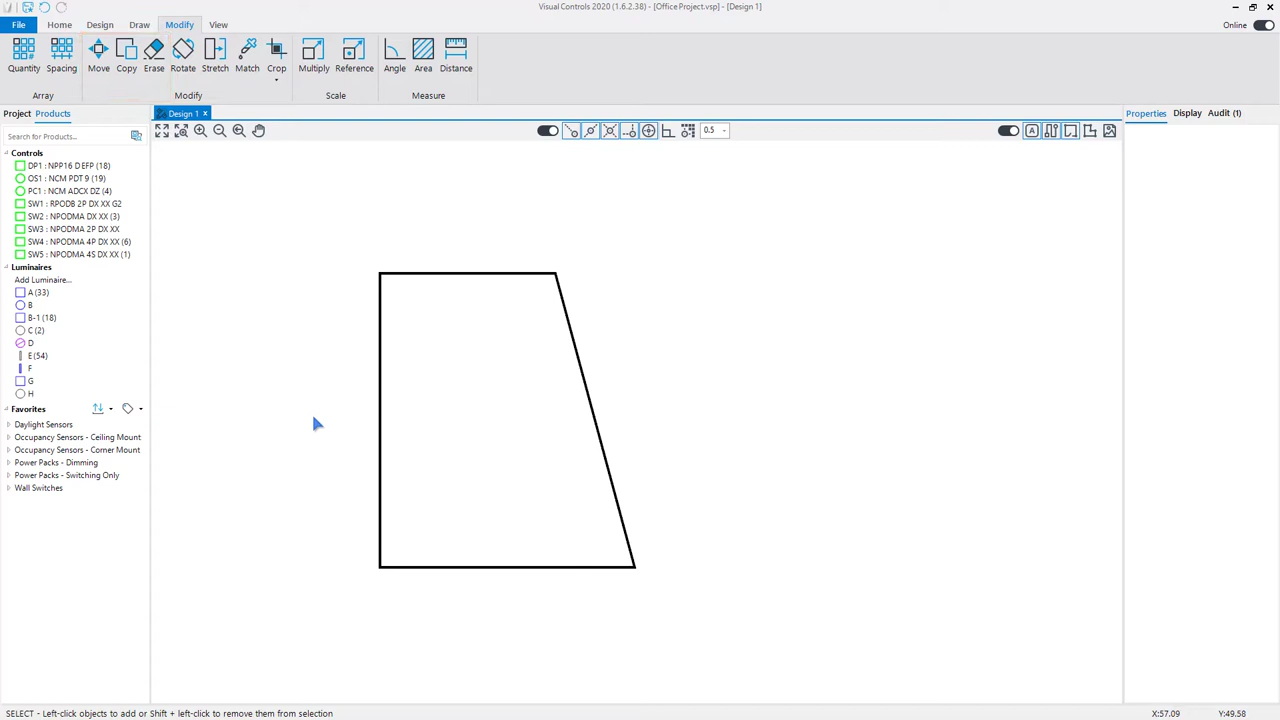 Visual Controls 2020 (1.6.2.38) - [Office Project.vsp] - [Design 1]
File Home Design Draw Modify View
Online
Quantity Spacing Move Copy Erase Rotate Stretch Match Crop Multiply Reference Angle Area Distance
Array Modify Scale Measure
Project Products
Design 1 ×
Properties Display Audit (1)
Search for Products...
0.5
Controls
DP1 : NPP16 D EFP (18)
OS1 : NCM PDT 9 (19)
PC1 : NCM ADCX DZ (4)
SW1 : RPODB 2P DX XX G2
SW2 : NPODMA DX XX (3)
SW3 : NPODMA 2P DX XX
SW4 : NPODMA 4P DX XX (6)
SW5 : NPODMA 4S DX XX (1)
Luminaires
Add Luminaire...
A (33)
B
B-1 (18)
C (2)
D
E (54)
F
G
H
Favorites
Daylight Sensors
Occupancy Sensors - Ceiling Mount
Occupancy Sensors - Corner Mount
Power Packs - Dimming
Power Packs - Switching Only
Wall Switches
SELECT - Left-click objects to add or Shift + left-click to remove them from selection
X:57.09 Y:49.58